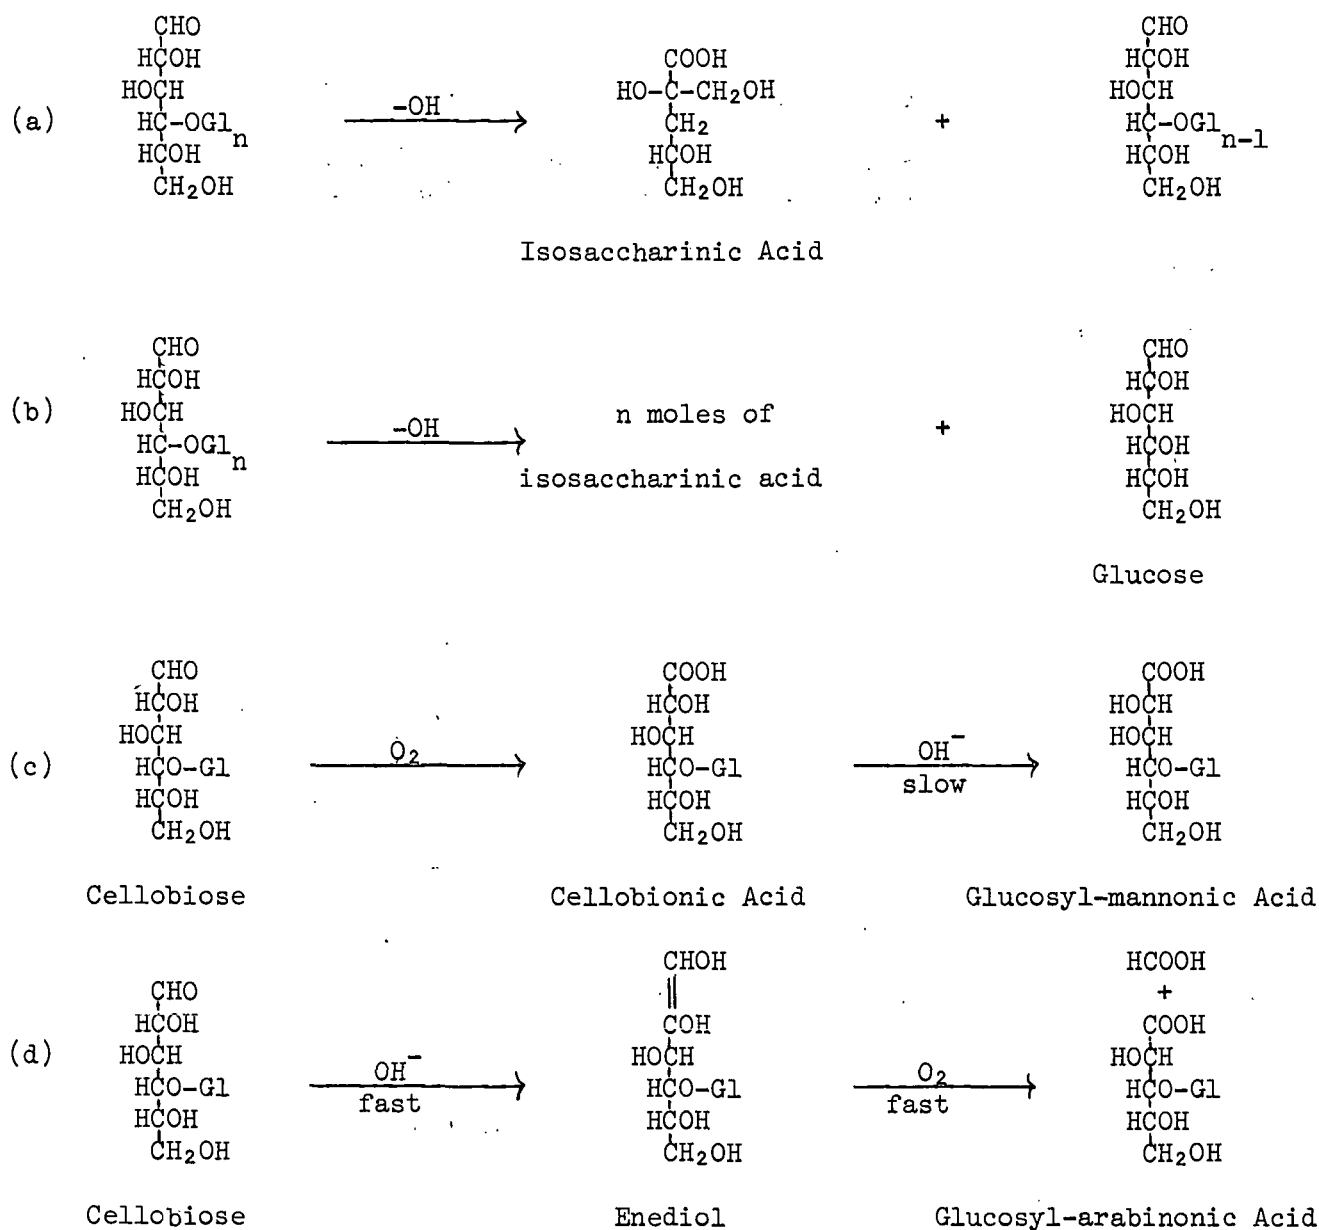 (a)
CHO
HCOH
HOCH
HC-OGl n
HCOH
CH2OH
-OH
COOH
HO-C-CH2OH
CH2
HCOH
CH2OH
Isosaccharinic Acid
+
CHO
HCOH
HOCH
HC-OGl n-1
HCOH
CH2OH
(b)
CHO
HCOH
HOCH
HC-OGl n
HCOH
CH2OH
-OH
n moles of
isosaccharinic acid
+
CHO
HCOH
HOCH
HCOH
HCOH
CH2OH
Glucose
(c)
CHO
HCOH
HOCH
HCO-Gl
HCOH
CH2OH
Cellobiose
O2
COOH
HCOH
HOCH
HCO-Gl
HCOH
CH2OH
Cellobionic Acid
OH-
slow
COOH
HOCH
HOCH
HCO-Gl
HCOH
CH2OH
Glucosyl-mannonic Acid
(d)
CHO
HCOH
HOCH
HCO-Gl
HCOH
CH2OH
Cellobiose
OH-
fast
CHOH
COH
HOCH
HCO-Gl
HCOH
CH2OH
Enediol
O2
fast
HCOOH
+
COOH
HOCH
HCO-Gl
HCOH
CH2OH
Glucosyl-arabinonic Acid